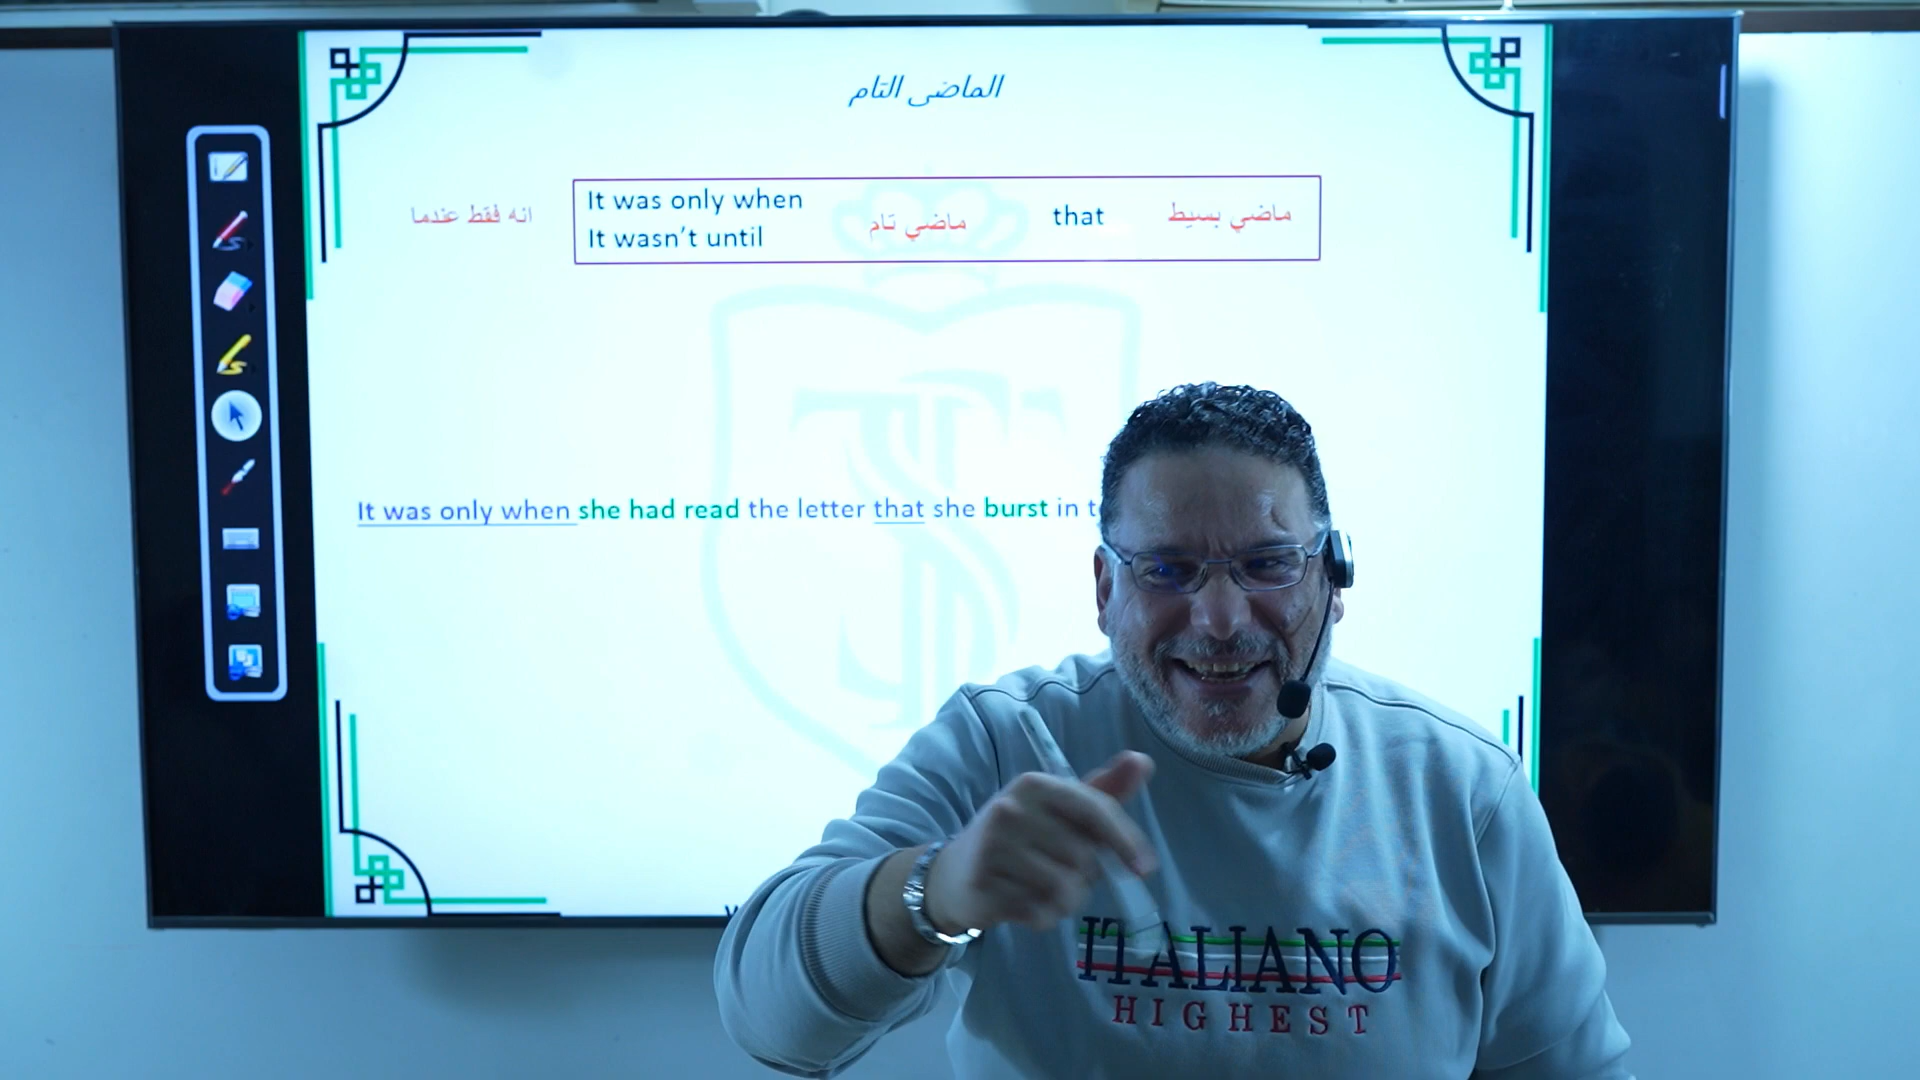 الماضى التام
انه فقط عندما
It was only when
It wasn't until
ماضي تام
that
ماضي بسيط
It was only when she had read the letter that she burst in
ITALIANO
HIGHEST